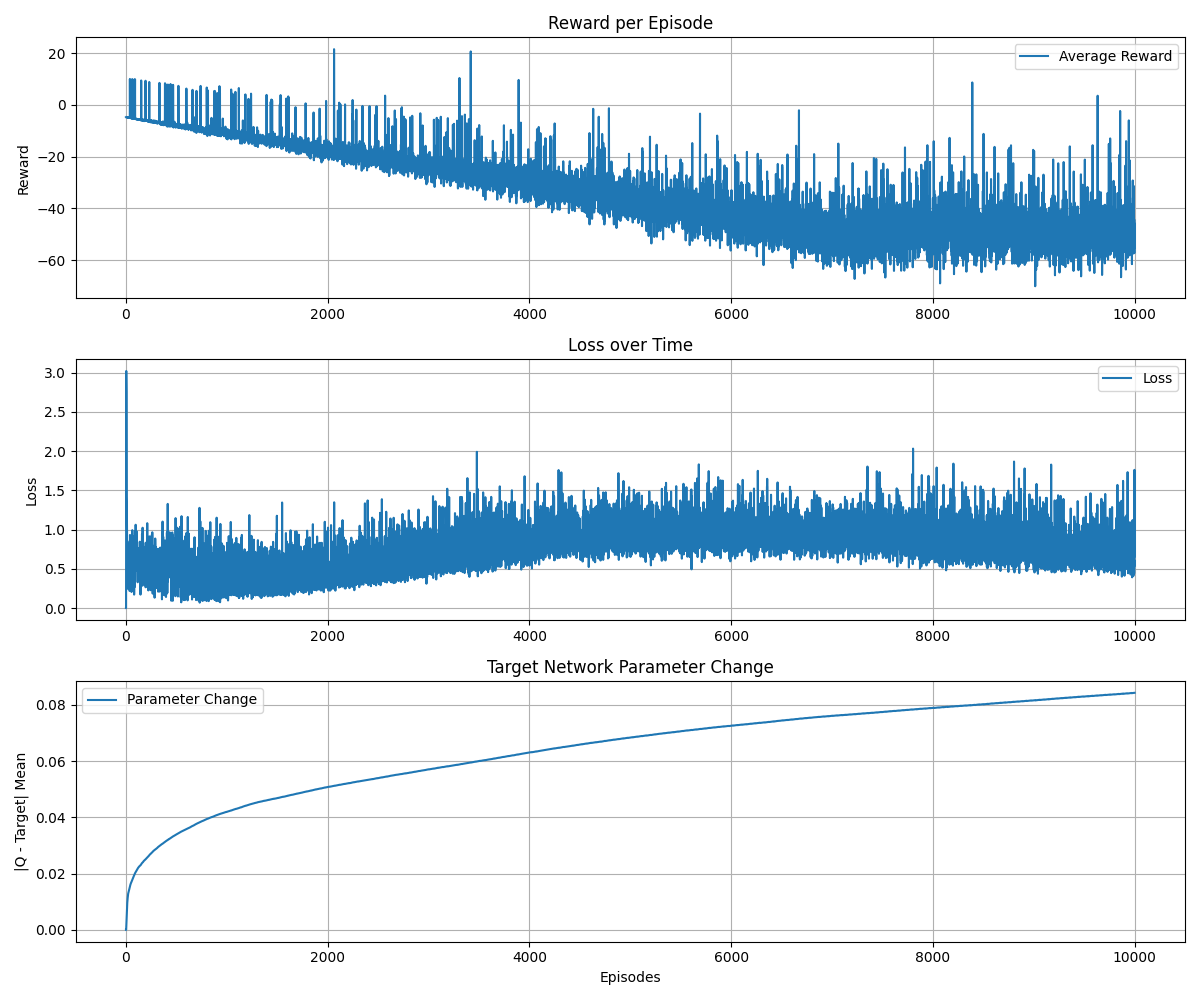 Reward per Episode
20
0
−20
−40
−60
Reward
Average Reward
0 2000 4000 6000 8000 10000
Loss over Time
3.0
2.5
2.0
1.5
1.0
0.5
0.0
Loss
Loss
0 2000 4000 6000 8000 10000
Target Network Parameter Change
0.08
0.06
0.04
0.02
0.00
|Q - Target| Mean
Parameter Change
0 2000 4000 6000 8000 10000
Episodes